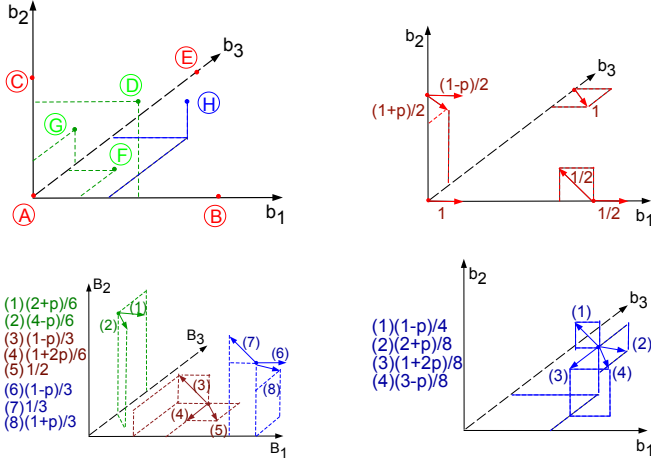 b2
b3
E
C
D
H
G
F
A
B
b1
b2
b3
(1-p)/2
(1+p)/2
1
1/2
1
1/2
b1
B2
(1)(2+p)/6
(2)(4-p)/6
(3)(1-p)/3
(4)(1+2p)/6
(5)1/2
(6)(1-p)/3
(7)1/3
(8)(1+p)/3
(1)
(2)
B3
(7)
(6)
(8)
(3)
(4)
(5)
B1
b2
b3
(1)(1-p)/4
(2)(2+p)/8
(3)(1+2p)/8
(4)(3-p)/8
(1)
(2)
(3)
(4)
b1